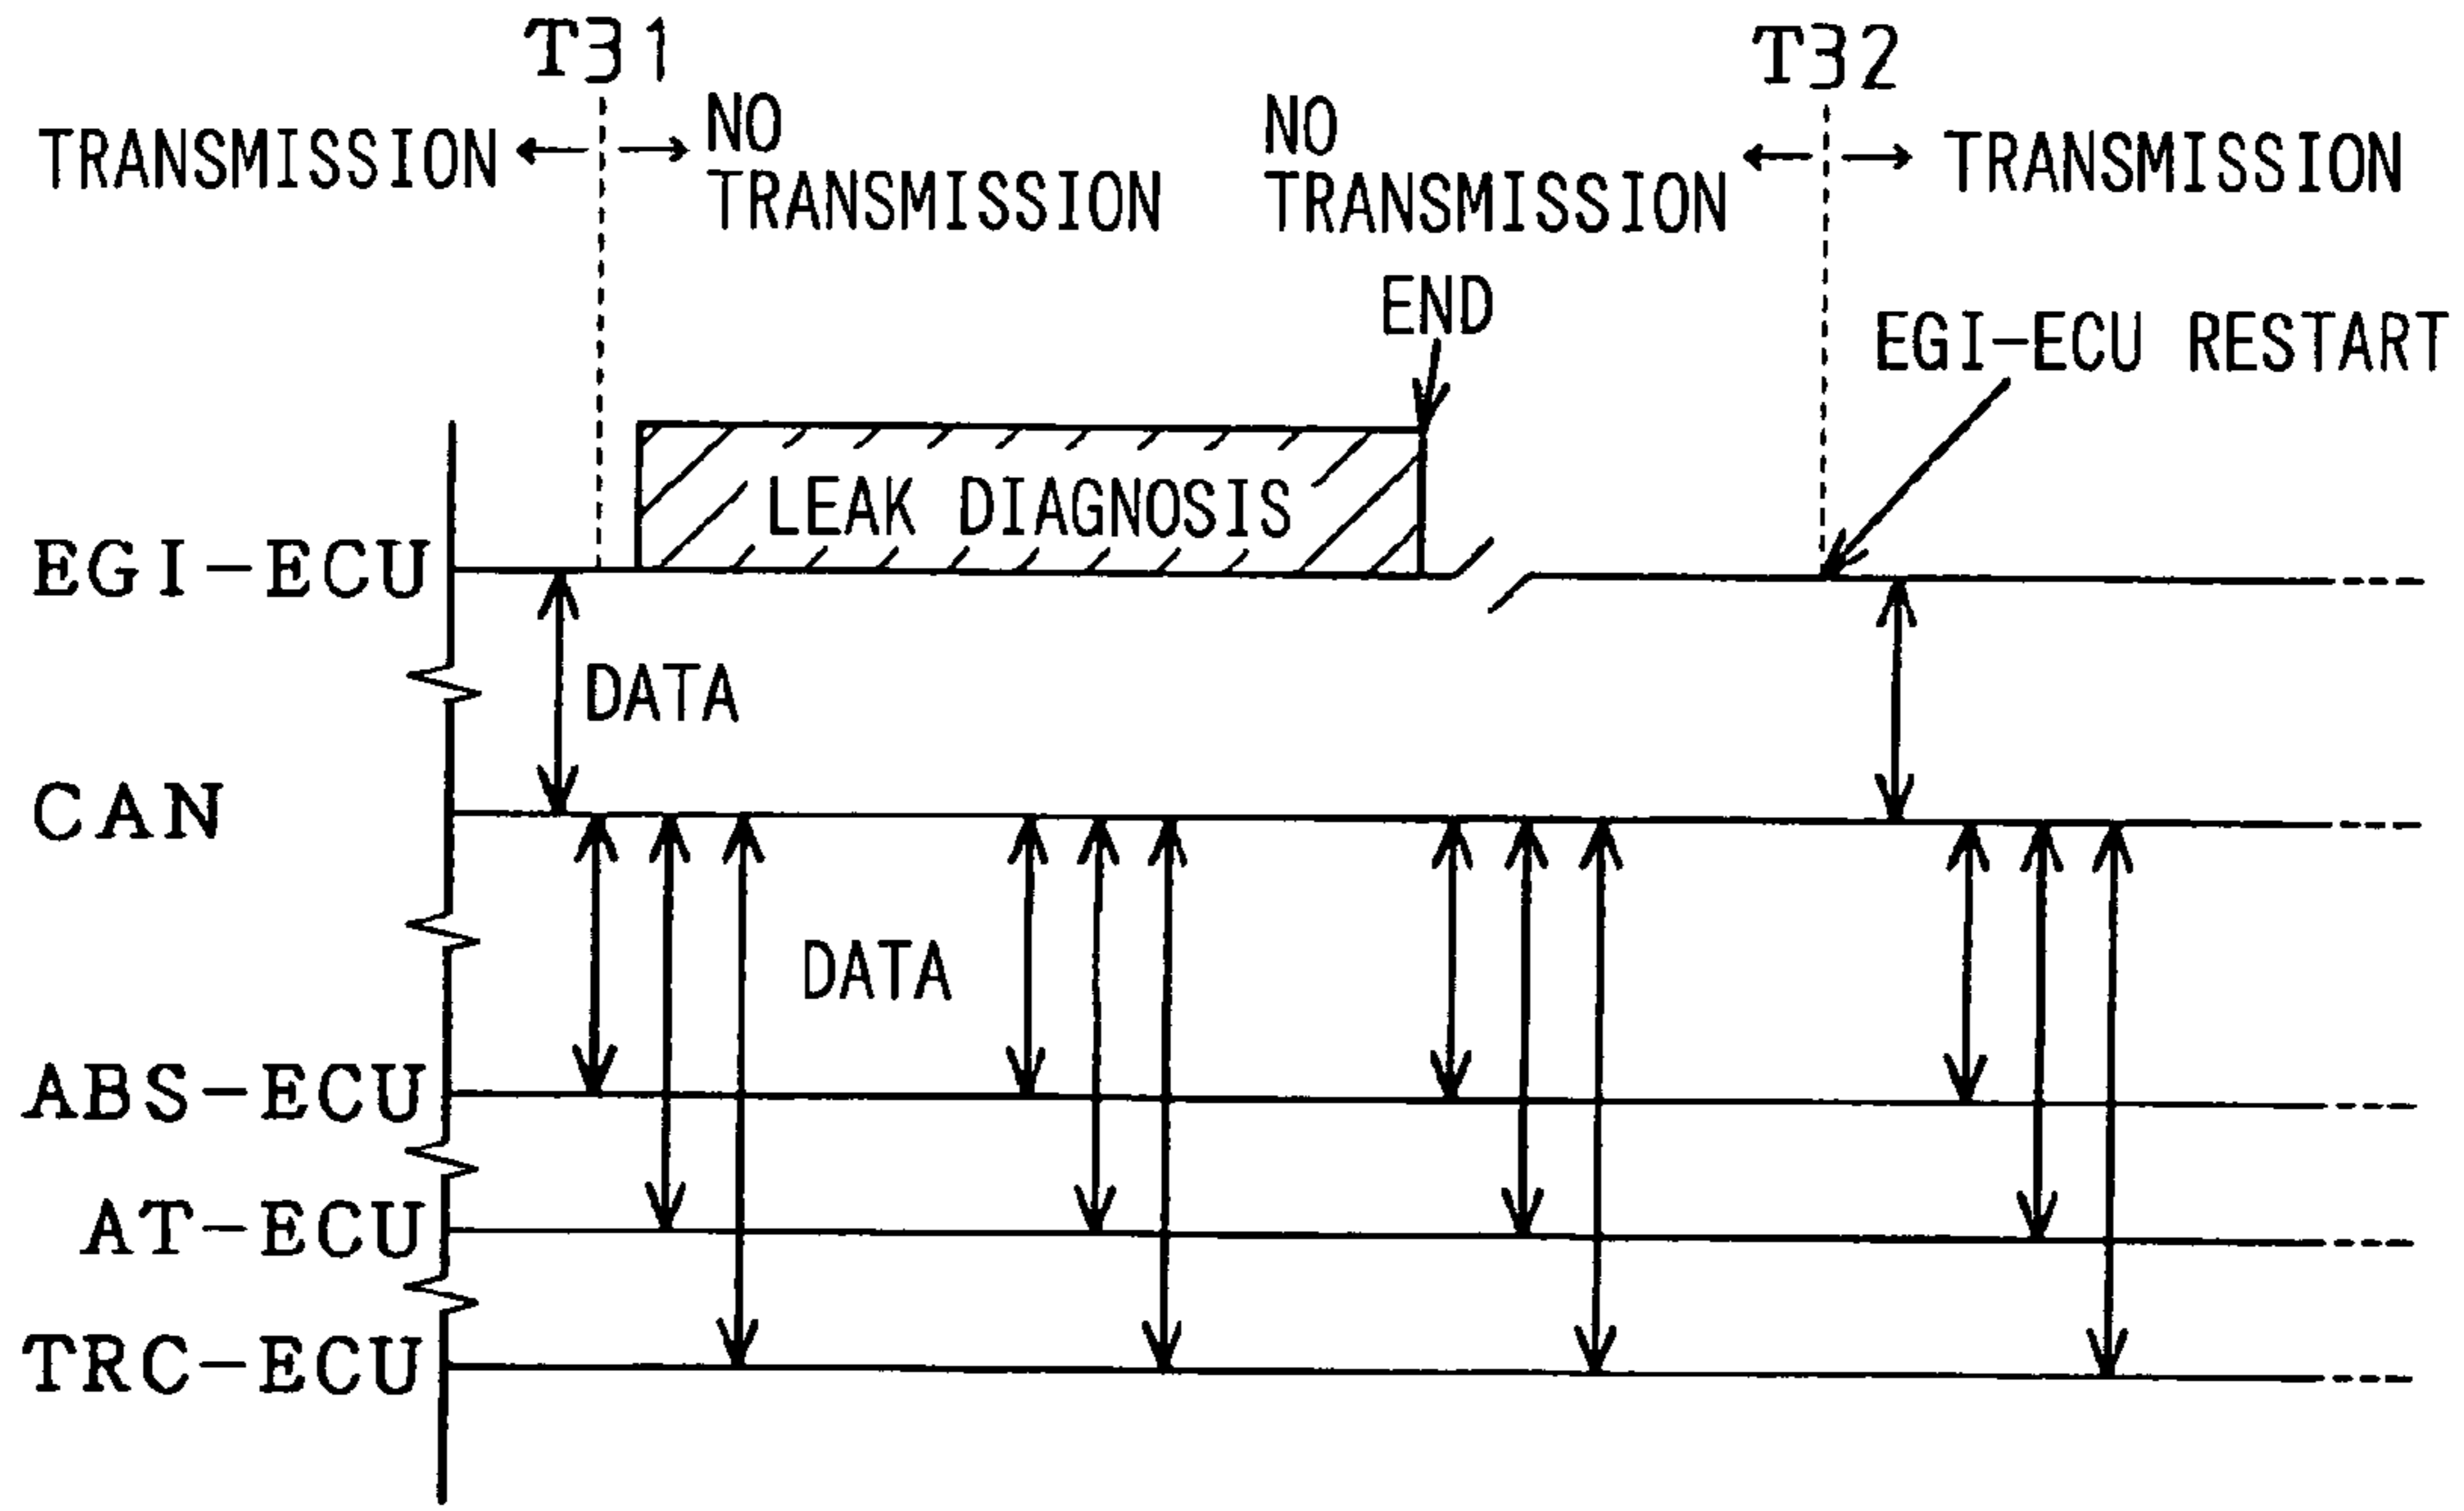 T31
T32
TRANSMISSION
NO
TRANSMISSION
NO
TRANSMISSION
TRANSMISSION
END
EGI-ECU RESTART
LEAK DIAGNOSIS
EGI-ECU
DATA
CAN
DATA
ABS-ECU
AT-ECU
TRC-ECU